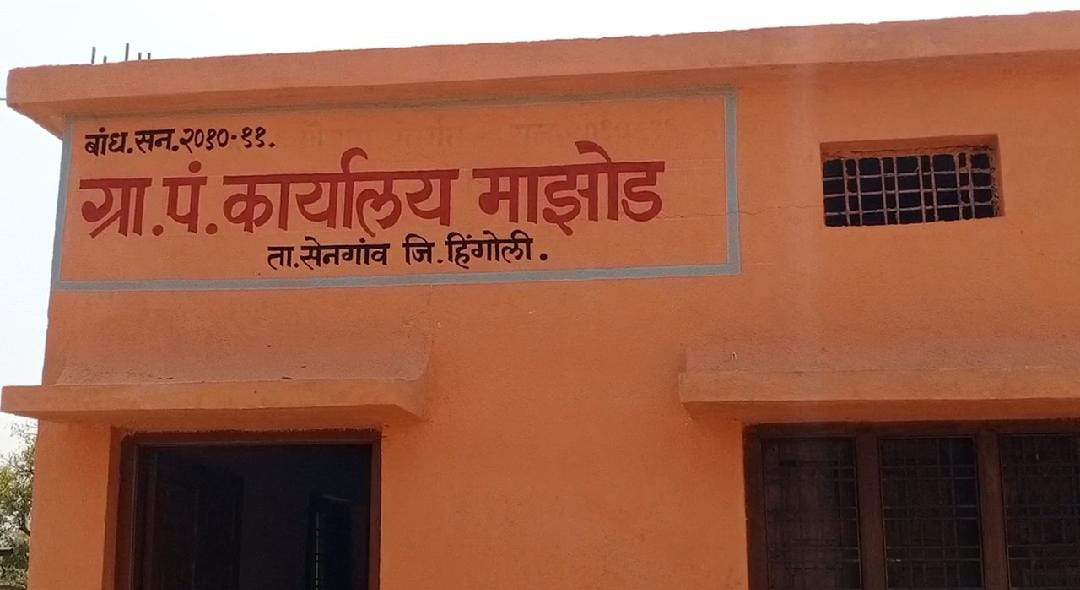 बांध.सन.२०१०-११.
ग्रा.पं.कार्यालय माझोड
ता.सेनगांव जि.हिंगोली.